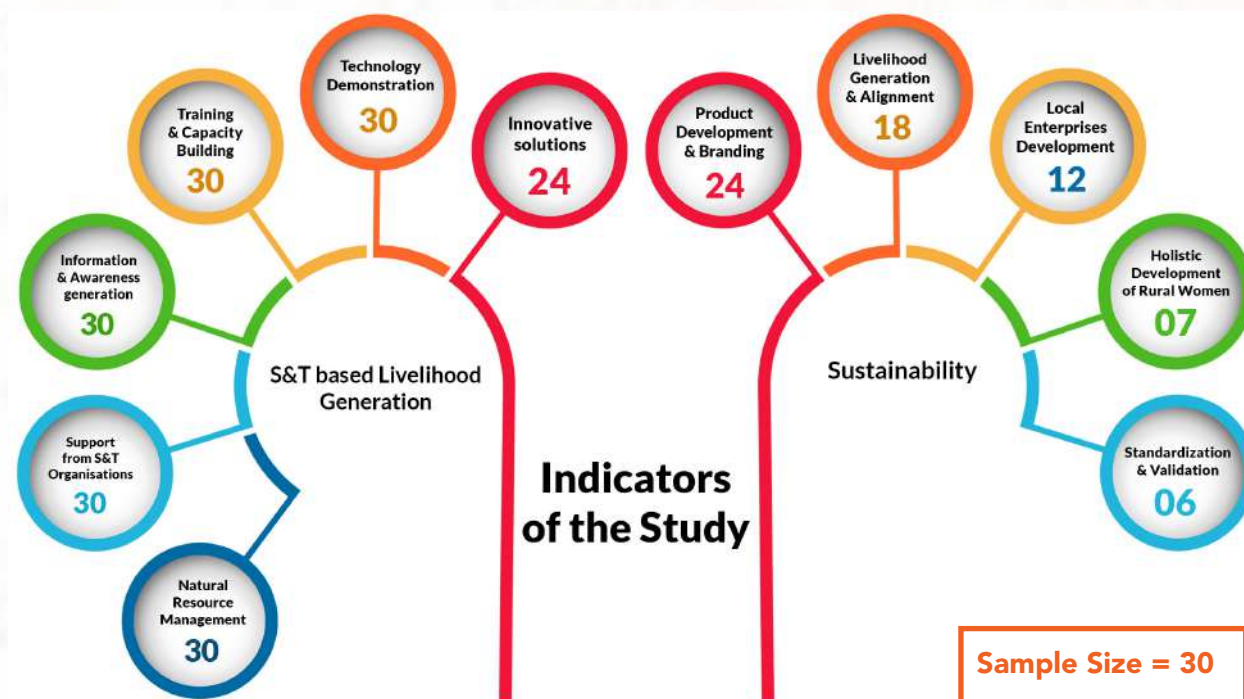 Technology
Demonstration
30
Training
& Capacity
Building
30
Innovative
solutions
24
Information
& Awareness
generation
30
Support
from S&T
Organisations
30
Natural
Resource
Management
30
S&T based Livelihood
Generation
Indicators
of the Study
Product
Development
& Branding
24
Livelihood
Generation
& Alignment
18
Local
Enterprises
Development
12
Holistic
Development
of Rural Women
07
Standardization
& Validation
06
Sustainability
Sample Size = 30